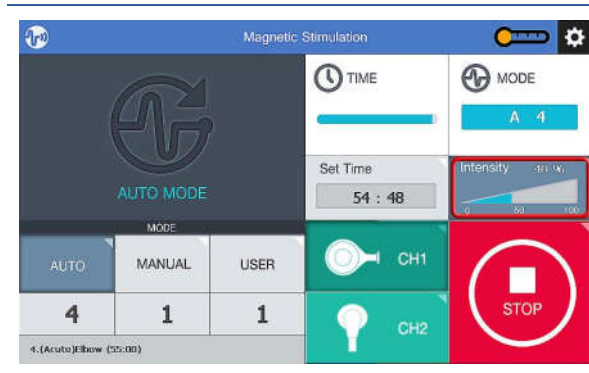 Magnetic Stimulation
TIME
MODE
A 4
AUTO MODE
Set Time
54 : 48
Intensity 40 %
0 50 100
MODE
AUTO
MANUAL
USER
4
1
1
CH1
CH2
STOP
4.(Acute)Elbow (55:00)